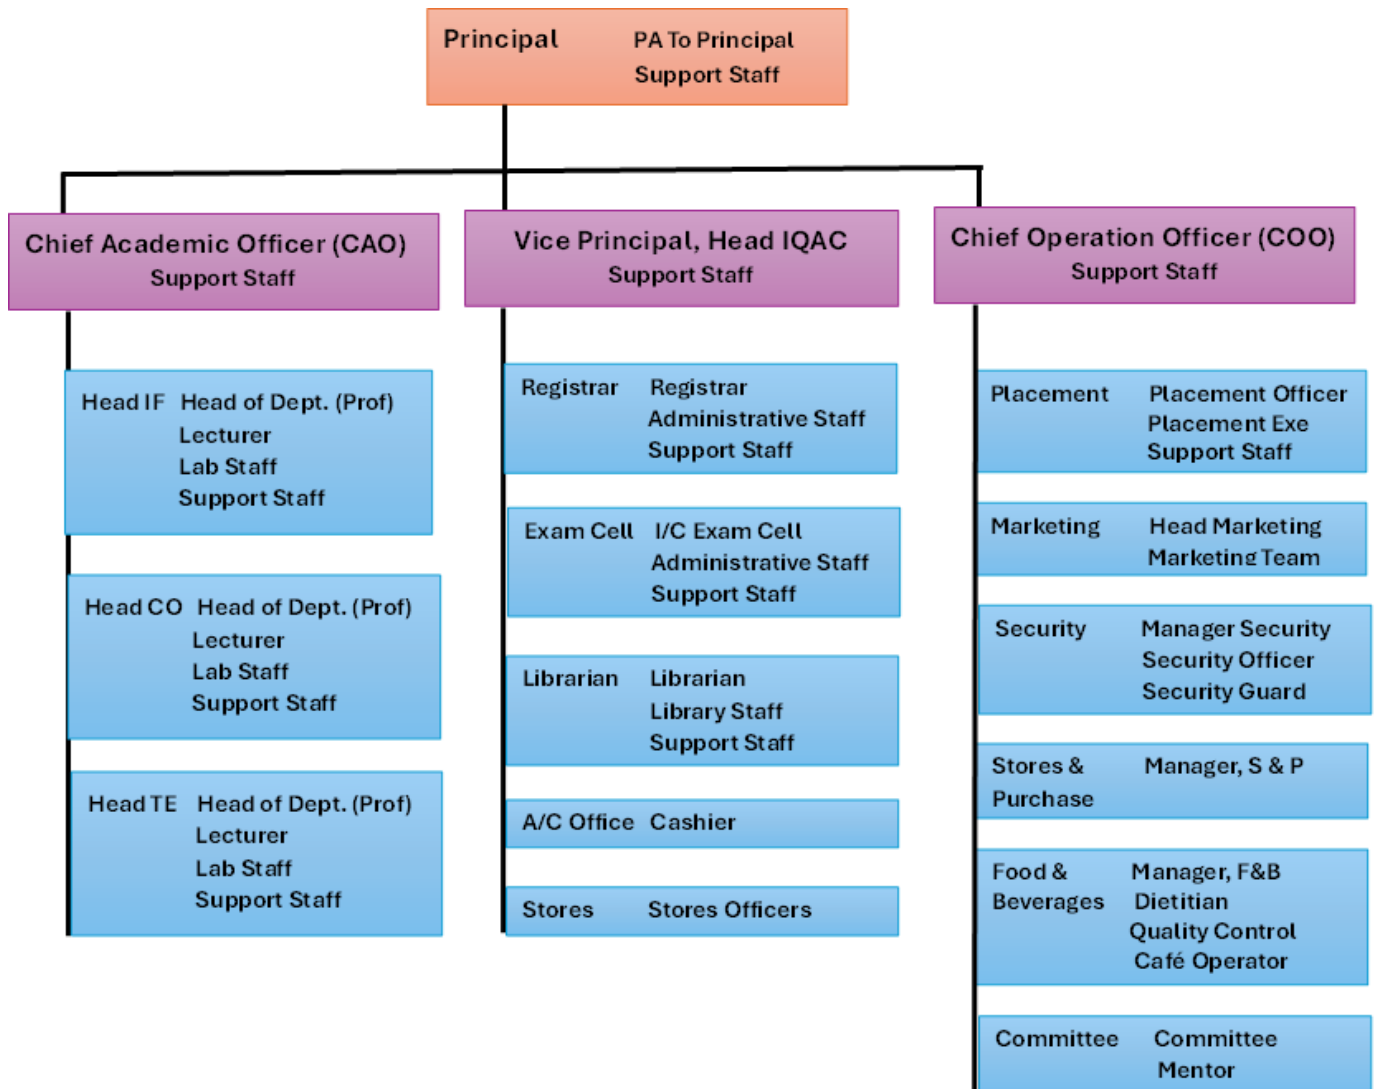 Principal PA To Principal
Support Staff
Chief Academic Officer (CAO)
Support Staff
Head IF Head of Dept. (Prof)
Lecturer
Lab Staff
Support Staff
Head CO Head of Dept. (Prof)
Lecturer
Lab Staff
Support Staff
Head TE Head of Dept. (Prof)
Lecturer
Lab Staff
Support Staff
Vice Principal, Head IQAC
Support Staff
Registrar Registrar
Administrative Staff
Support Staff
Exam Cell I/C Exam Cell
Administrative Staff
Support Staff
Librarian Librarian
Library Staff
Support Staff
A/C Office Cashier
Stores Stores Officers
Chief Operation Officer (COO)
Support Staff
Placement Placement Officer
Placement Exe
Support Staff
Marketing Head Marketing
Marketing Team
Security Manager Security
Security Officer
Security Guard
Stores & Manager, S & P
Purchase
Food & Manager, F&B
Beverages Dietitian
Quality Control
Café Operator
Committee Committee
Mentor